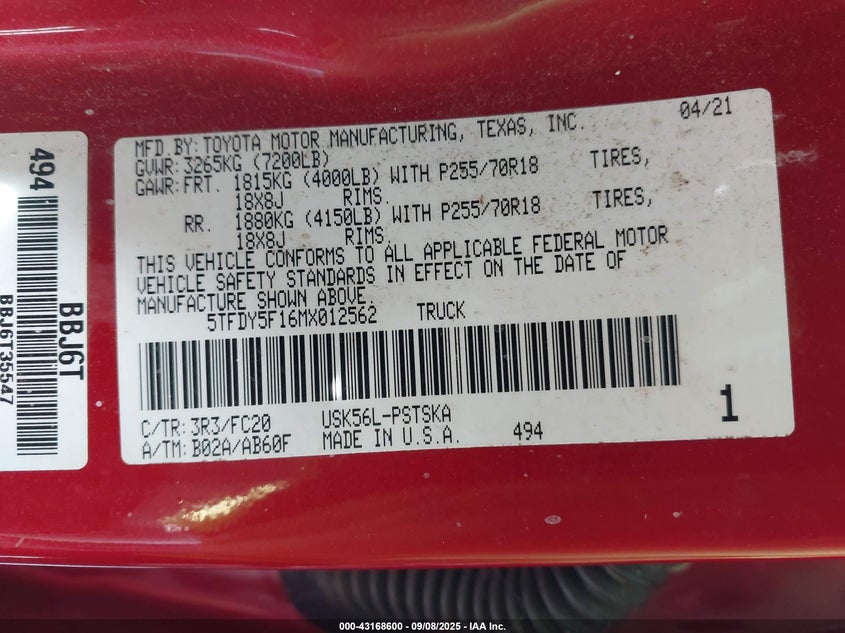 494
BBJ6T
BBJ6T35547
MFD BY: TOYOTA MOTOR MANUFACTURING, TEXAS, INC. 04/21
GVWR: 3265KG (7200LB)
GAWR: FRT. 1815KG (4000LB) WITH P255/70R18 TIRES,
18X8J RIMS.
RR. 1880KG (4150LB) WITH P255/70R18 TIRES,
18X8J RIMS.
THIS VEHICLE CONFORMS TO ALL APPLICABLE FEDERAL MOTOR
VEHICLE SAFETY STANDARDS IN EFFECT ON THE DATE OF
MANUFACTURE SHOWN ABOVE.
5TFDY5F16MX012562 TRUCK
C/TR: 3R3/FC20 USK56L-PSTSKA
A/TM: B02A/AB60F MADE IN U.S.A. 494
1
000-43168600 - 09/08/2025 - IAA Inc.